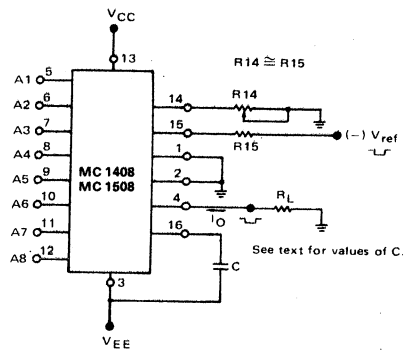 VCC
13
R14 ≅ R15
A1 5
A2 6
A3 7
A4 8
A5 9
A6 10
A7 11
A8 12
MC 1408
MC 1508
14
R14
15
R15
(−) Vref
1
2
4
IO
RL
16
C
See text for values of C.
3
VEE